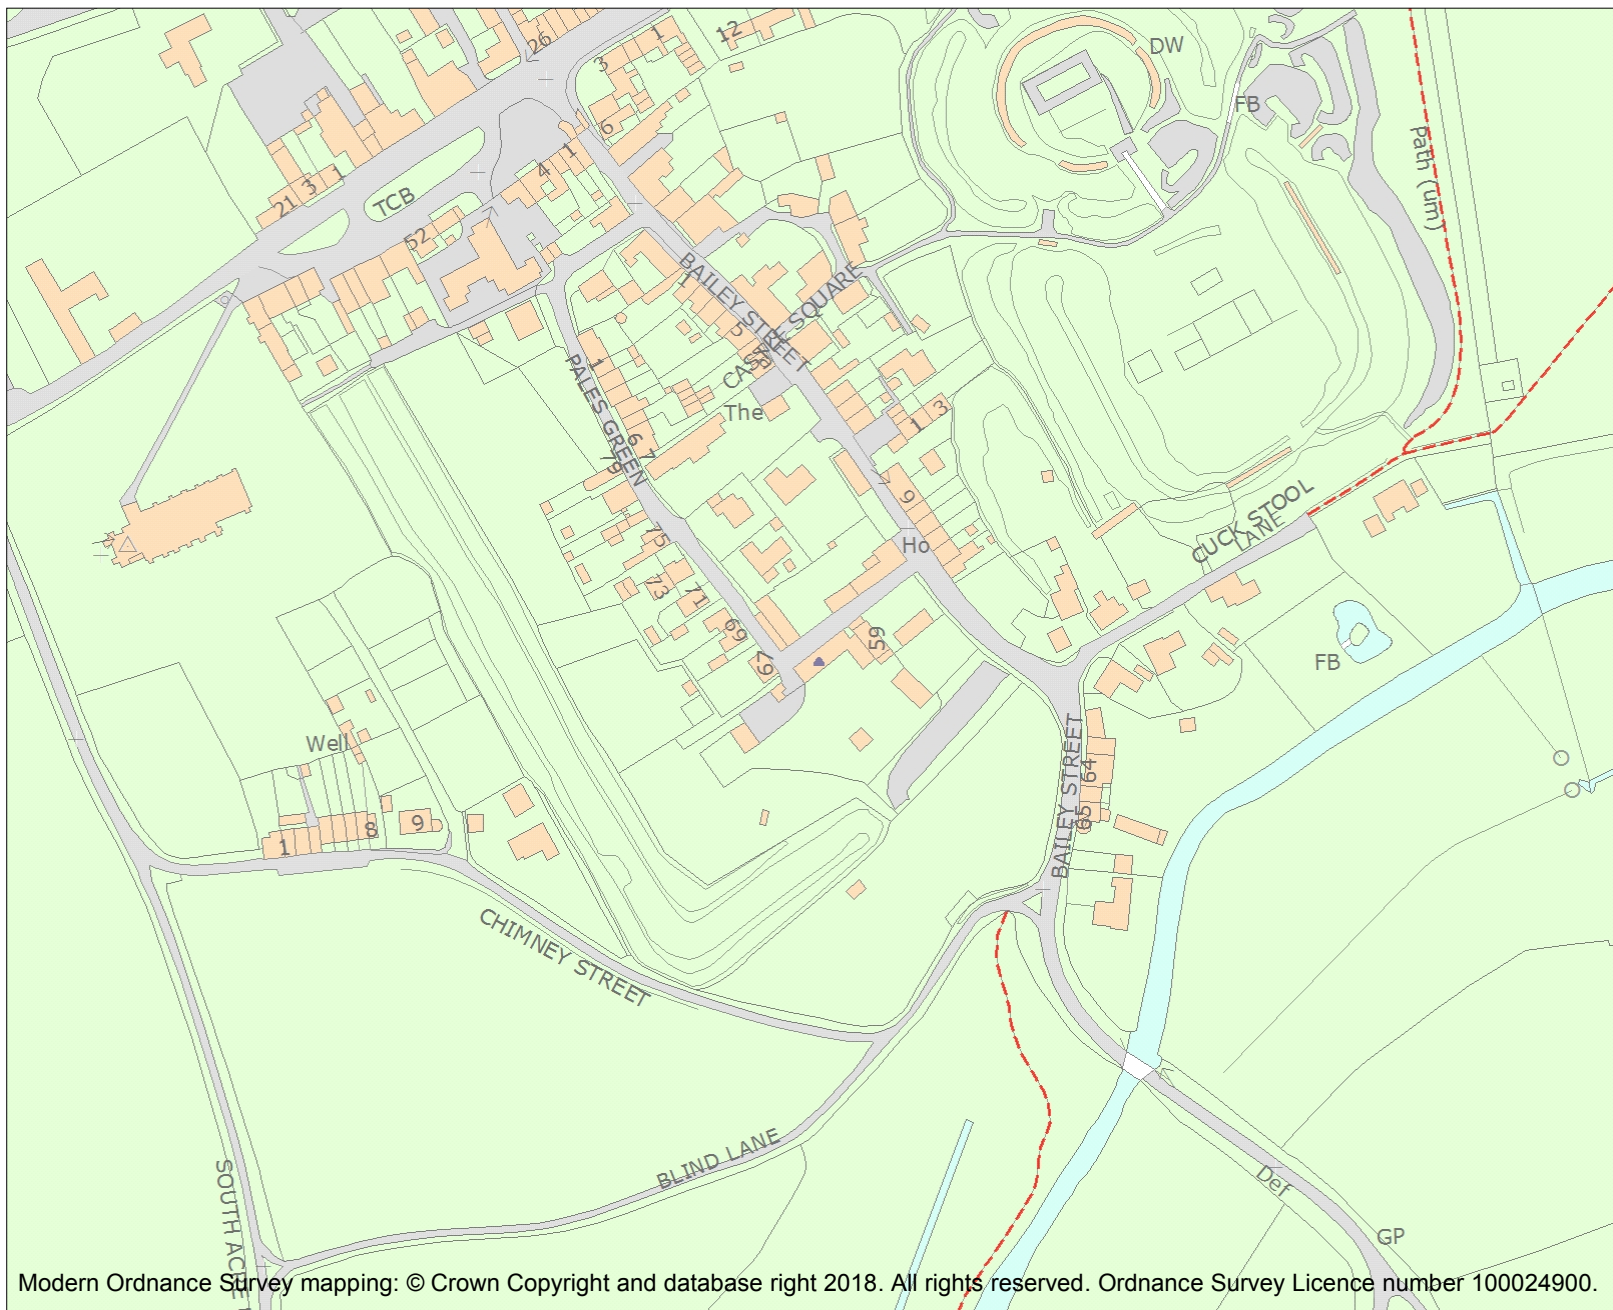 26
1
12
3
DW
FB
6
1
4
Path (um)
21 3 1
TCB
52
BAILEY STREET
1
CASTLE SQUARE
5
PALES GREEN
1
The
6
7
79
1 3
9
CUCK STOOL
LANE
75
Ho
73
71
69
67
59
FB
Well
BAILEY STREET
64
65
1
8
9
CHIMNEY STREET
BLIND LANE
SOUTH ACRE
Def
GP
Modern Ordnance Survey mapping: © Crown Copyright and database right 2018. All rights reserved. Ordnance Survey Licence number 100024900.